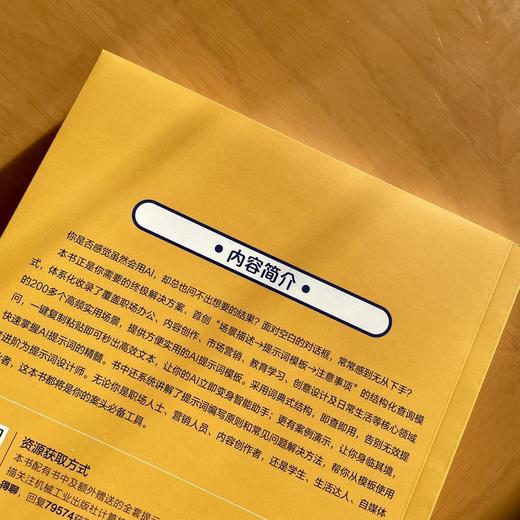 ·内容简介·
你是否感觉虽然会用AI，却总也问不出想要的结果？面对空白的对话框，常常感到无从下手？
本书正是你需要的终极解决方案，首创“场景描述→提示词模板→注意事项”的结构化查询模
式，体系化收录了覆盖职场办公、内容创作、市场营销、教育学习、创意设计及日常生活等核心领域
的200多个高频实用场景，提供方便实用的AI提示词模板。采用词典式结构，即查即用，告别无效提
问，一键复制粘贴即可秒出高效文本，让你的AI立即变身智能助手；更有案例演示，让你身临其境，
快速掌握AI提示词的精髓。书中还系统讲解了提示词编写原则和常见问题解决方法，帮你从模板使用
进阶为提示词设计师。无论你是职场人士、营销人员、内容创作者，还是学生、生活达人、自媒体
者，这本书都将是你的案头必备工具。
资源获取方式
本书配有书中及额外赠送的全套提示
描关注机械工业出版社计算机
得聊，回复79574获